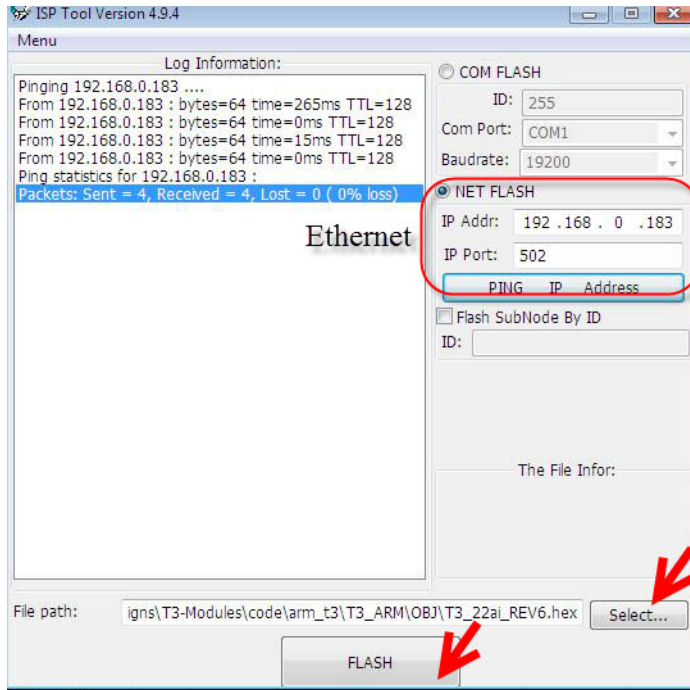 ISP Tool Version 4.9.4
Menu
Log Information:
Pinging 192.168.0.183 ....
From 192.168.0.183 : bytes=64 time=265ms TTL=128
From 192.168.0.183 : bytes=64 time=0ms TTL=128
From 192.168.0.183 : bytes=64 time=15ms TTL=128
From 192.168.0.183 : bytes=64 time=0ms TTL=128
Ping statistics for 192.168.0.183 :
Packets: Sent = 4, Received = 4, Lost = 0 ( 0% loss)
Ethernet
COM FLASH
ID: 255
Com Port: COM1
Baudrate: 19200
NET FLASH
IP Addr: 192 .168 . 0 .183
IP Port: 502
PING IP Address
Flash SubNode By ID
ID:
The File Infor:
File path: igns\T3-Modules\code\arm_t3\T3_ARM\OBJ\T3_22ai_REV6.hex Select...
FLASH